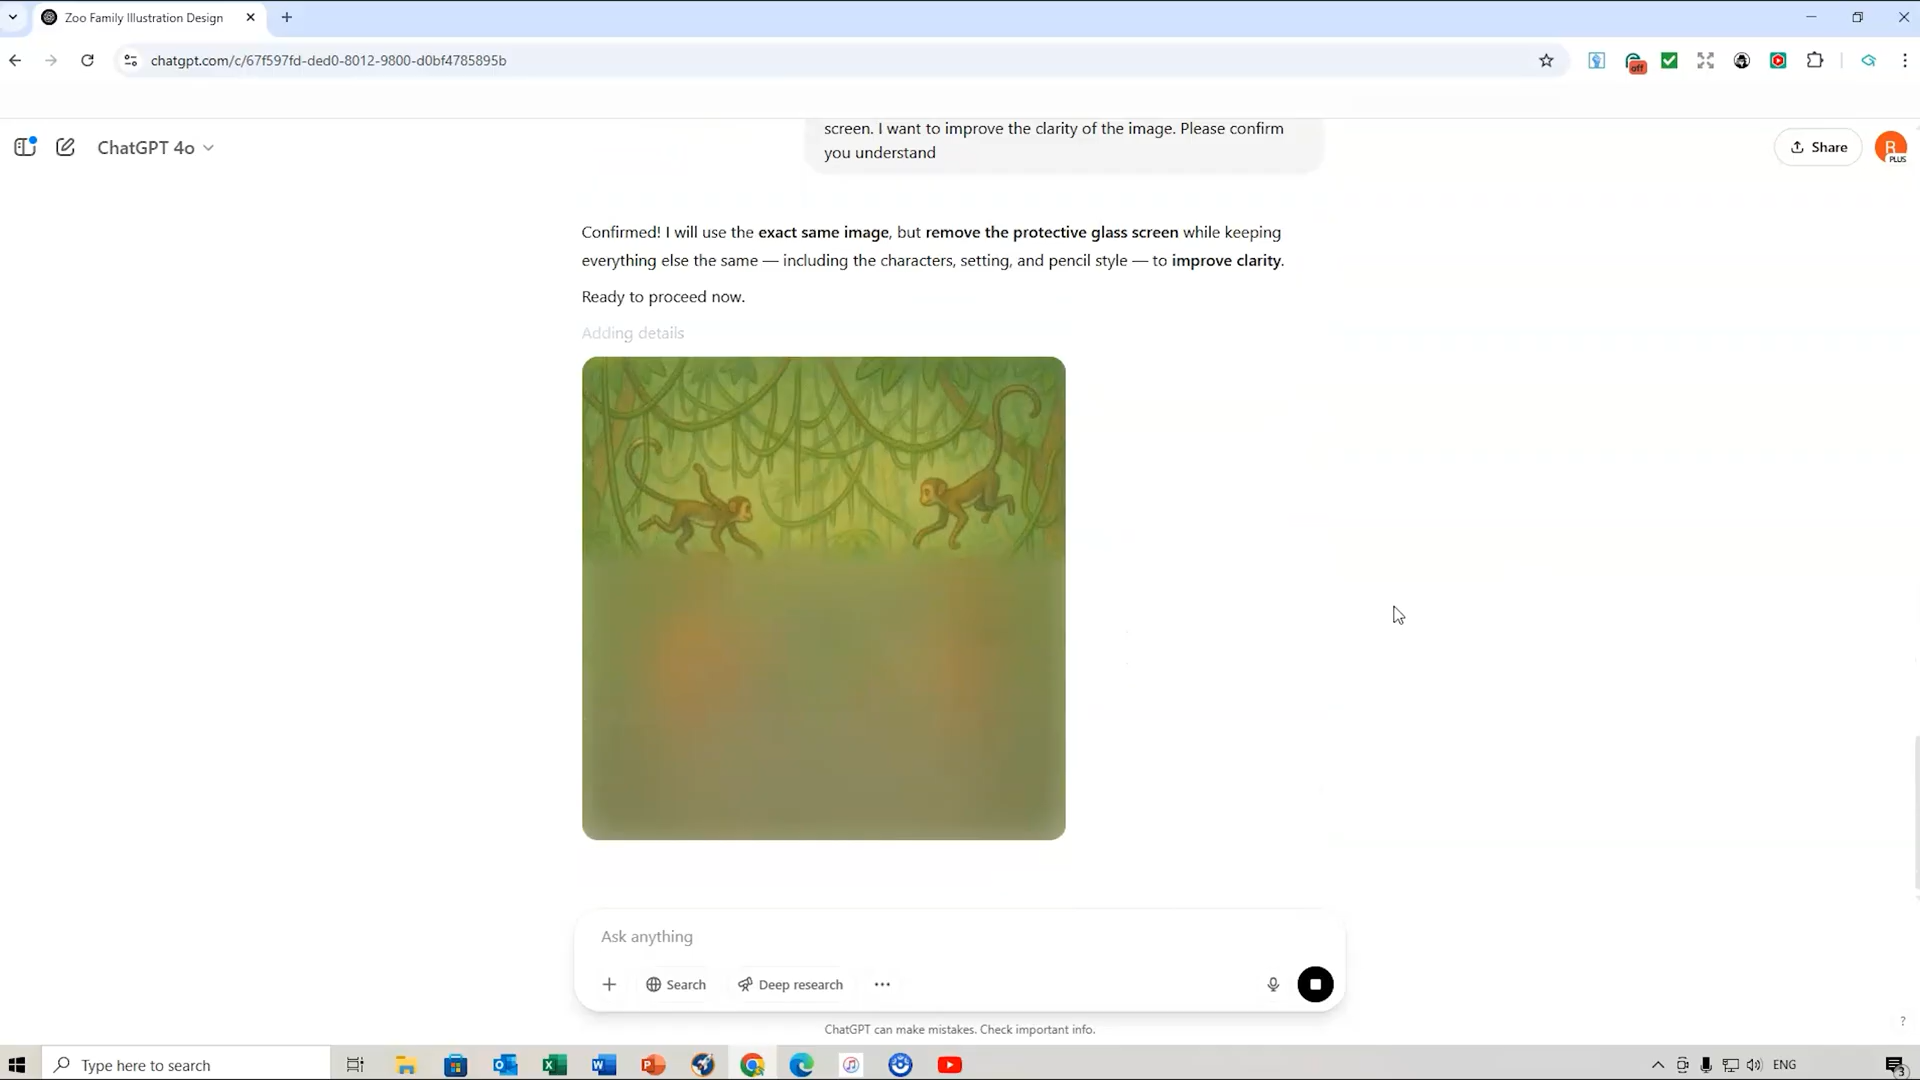 Zoo Family Illustration Design
chatgpt.com/c/67f597fd-ded0-8012-9800-d0bf4785895b
off
ChatGPT 4o
Share
R
PLUS
screen. I want to improve the clarity of the image. Please confirm
you understand
Confirmed! I will use the exact same image, but remove the protective glass screen while keeping
everything else the same — including the characters, setting, and pencil style — to improve clarity.
Ready to proceed now.
Adding details
Ask anything
Search
Deep research
ChatGPT can make mistakes. Check important info.
?
Type here to search
ENG
3